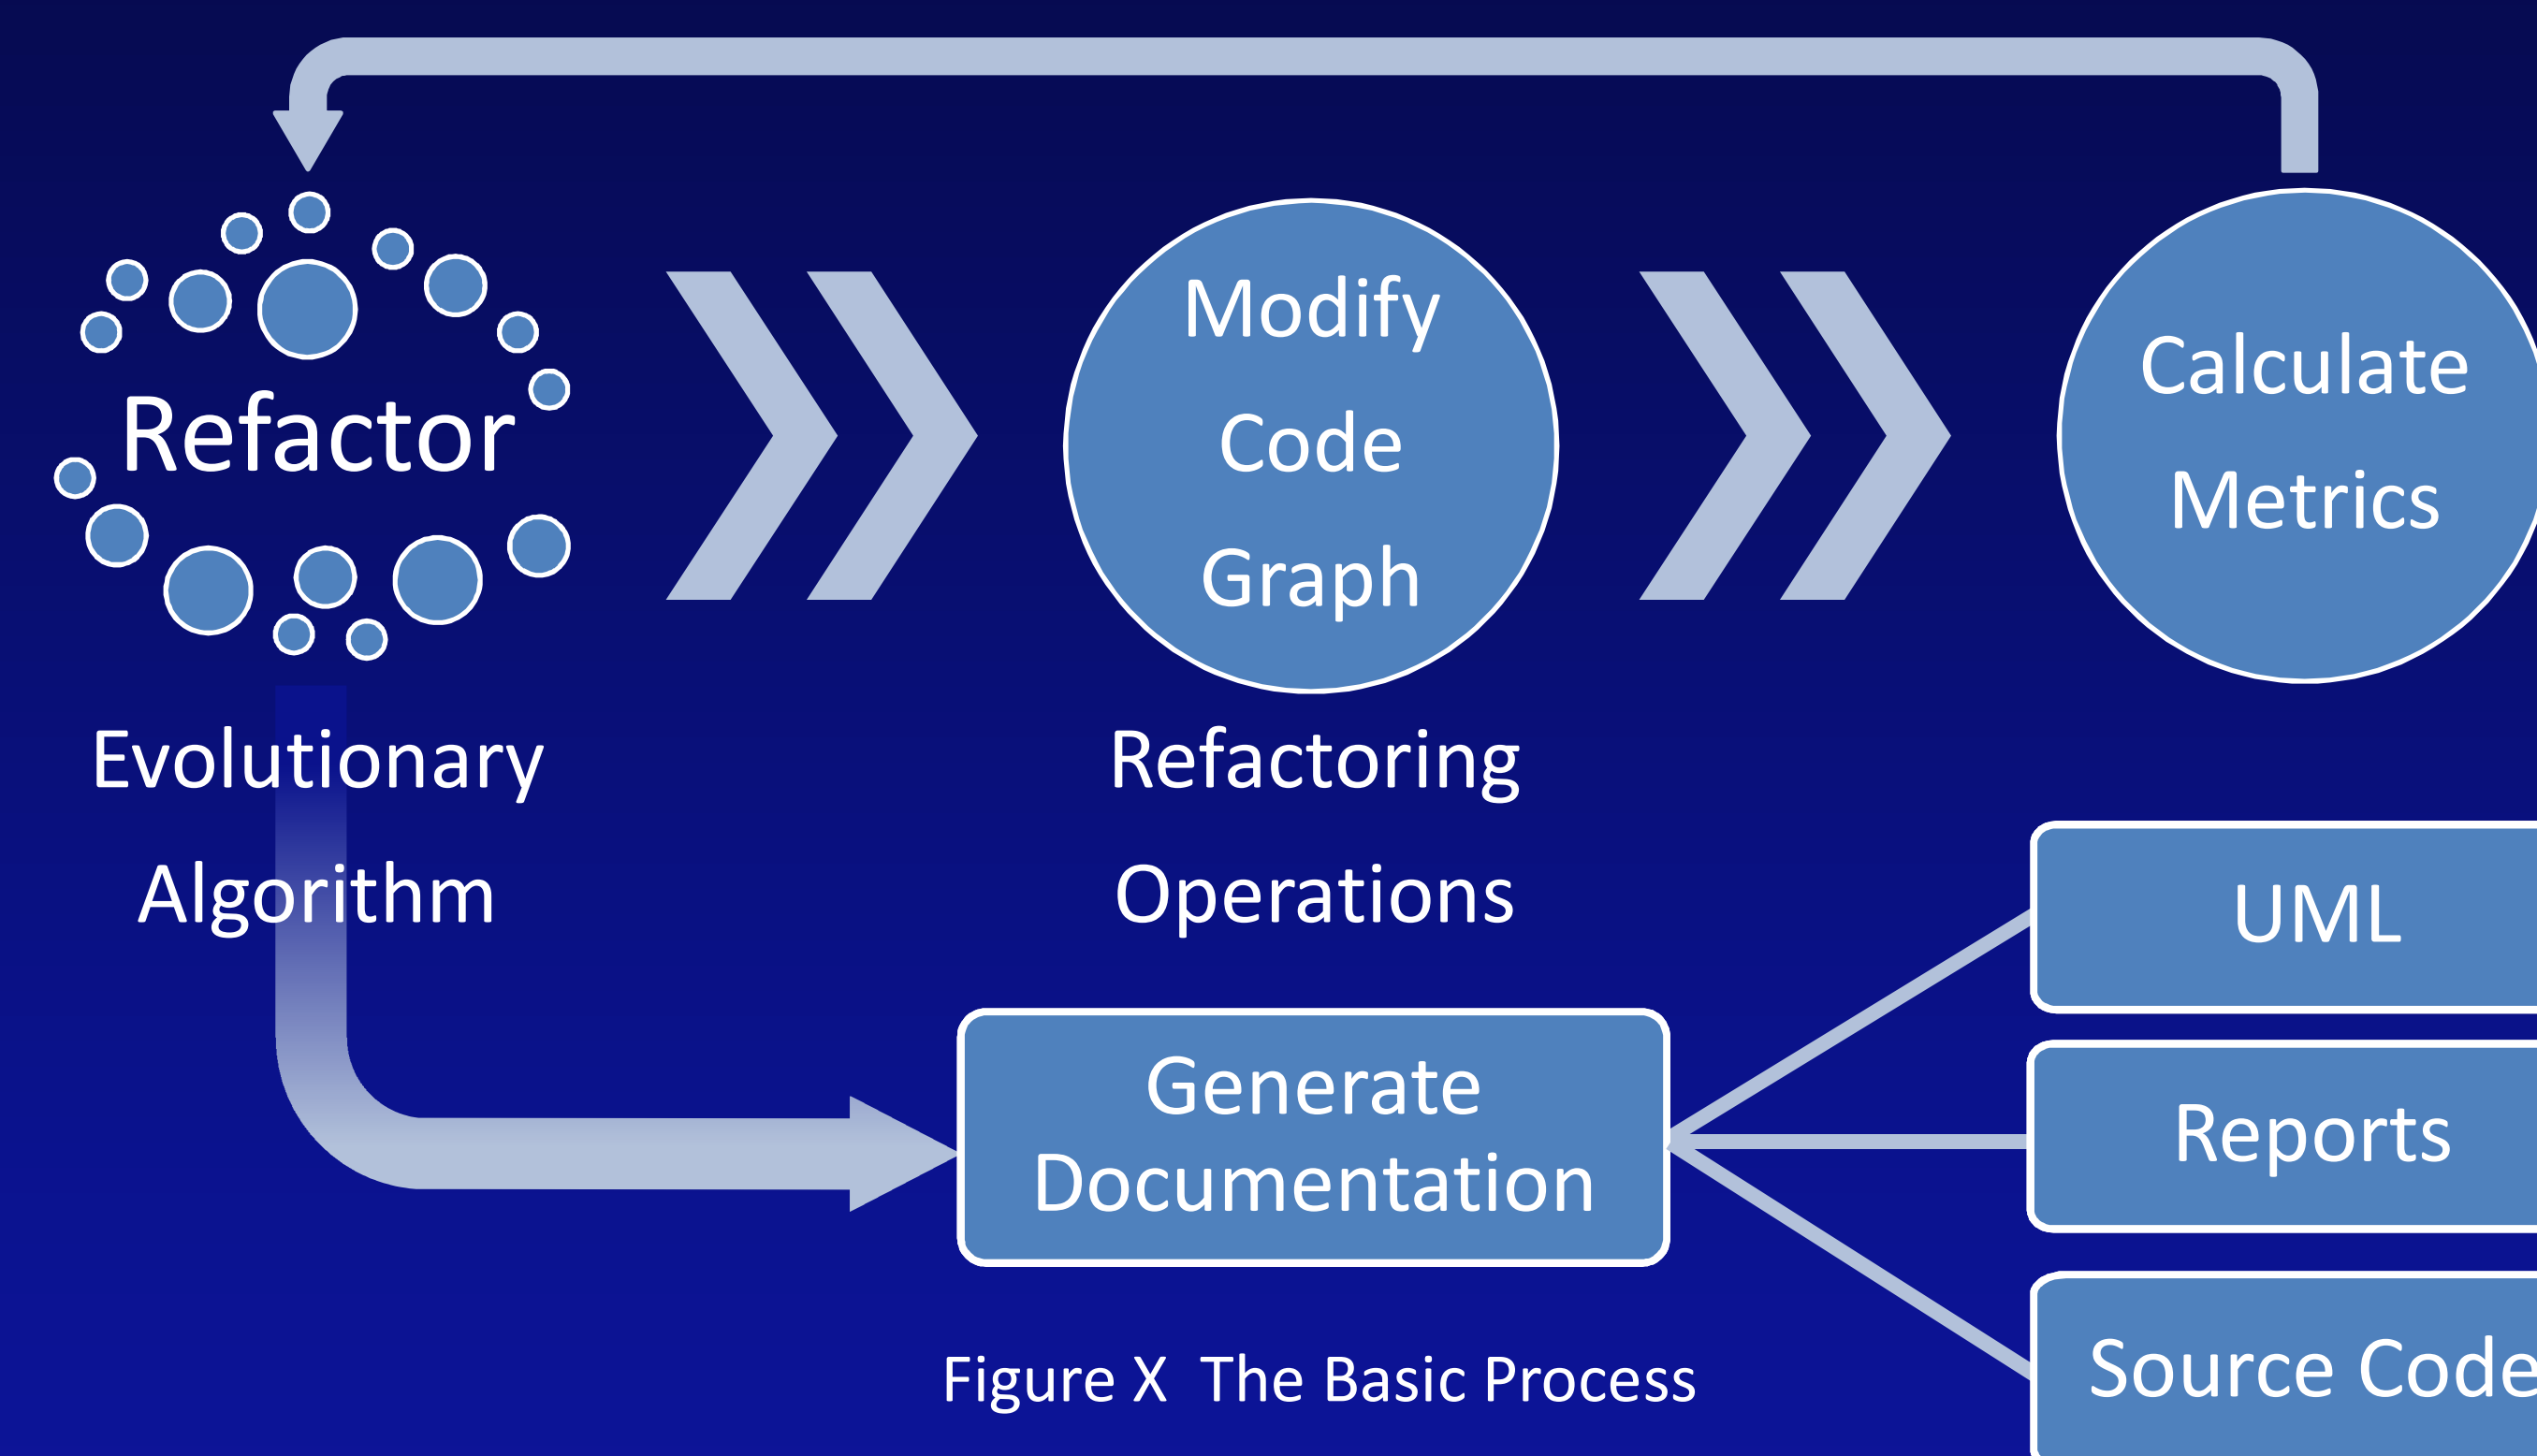 Refactor
Modify
Code
Graph
Calculate
Metrics
Evolutionary
Algorithm
Refactoring
Operations
Generate
Documentation
UML
Reports
Source Code
Figure X  The Basic Process